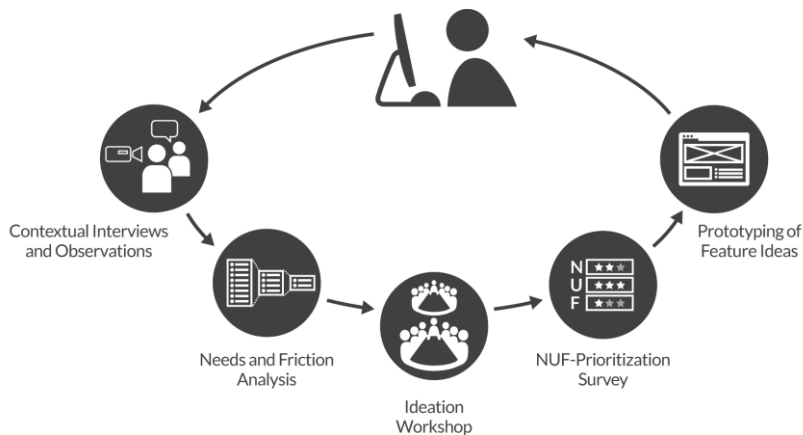 Contextual Interviews
and Observations
Needs and Friction
Analysis
Ideation
Workshop
N
U
F
NUF-Prioritization
Survey
Prototyping of
Feature Ideas